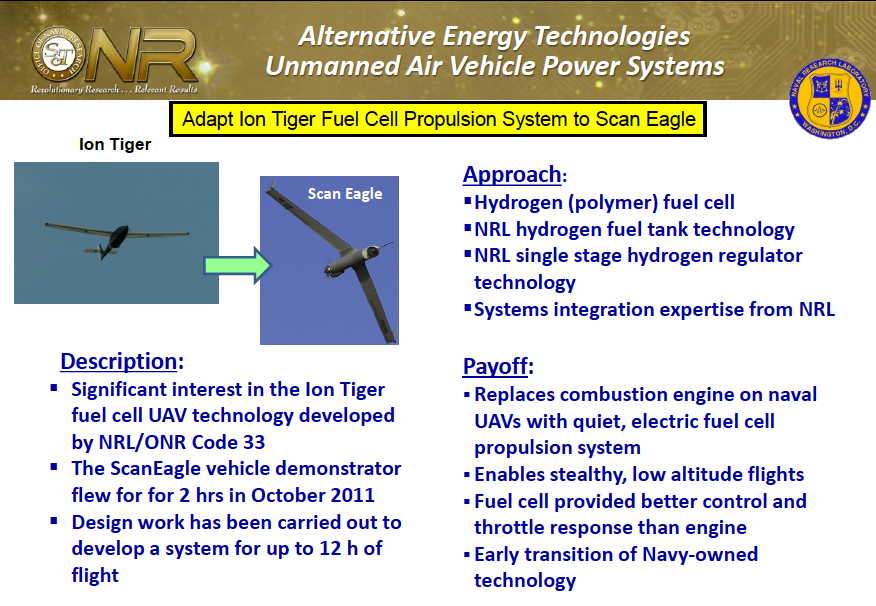 OFFICE OF NAVAL RESEARCH
S&T
ONR
Revolutionary Research . . . Relevant Results
Alternative Energy Technologies
Unmanned Air Vehicle Power Systems
NAVAL RESEARCH LABORATORY
WASHINGTON, D.C.
Adapt Ion Tiger Fuel Cell Propulsion System to Scan Eagle
Ion Tiger
Scan Eagle
Description:
▪ Significant interest in the Ion Tiger
fuel cell UAV technology developed
by NRL/ONR Code 33
▪ The ScanEagle vehicle demonstrator
flew for for 2 hrs in October 2011
▪ Design work has been carried out to
develop a system for up to 12 h of
flight
Approach:
▪Hydrogen (polymer) fuel cell
▪NRL hydrogen fuel tank technology
▪NRL single stage hydrogen regulator
technology
▪Systems integration expertise from NRL
Payoff:
▪Replaces combustion engine on naval
UAVs with quiet, electric fuel cell
propulsion system
▪Enables stealthy, low altitude flights
▪Fuel cell provided better control and
throttle response than engine
▪Early transition of Navy-owned
technology